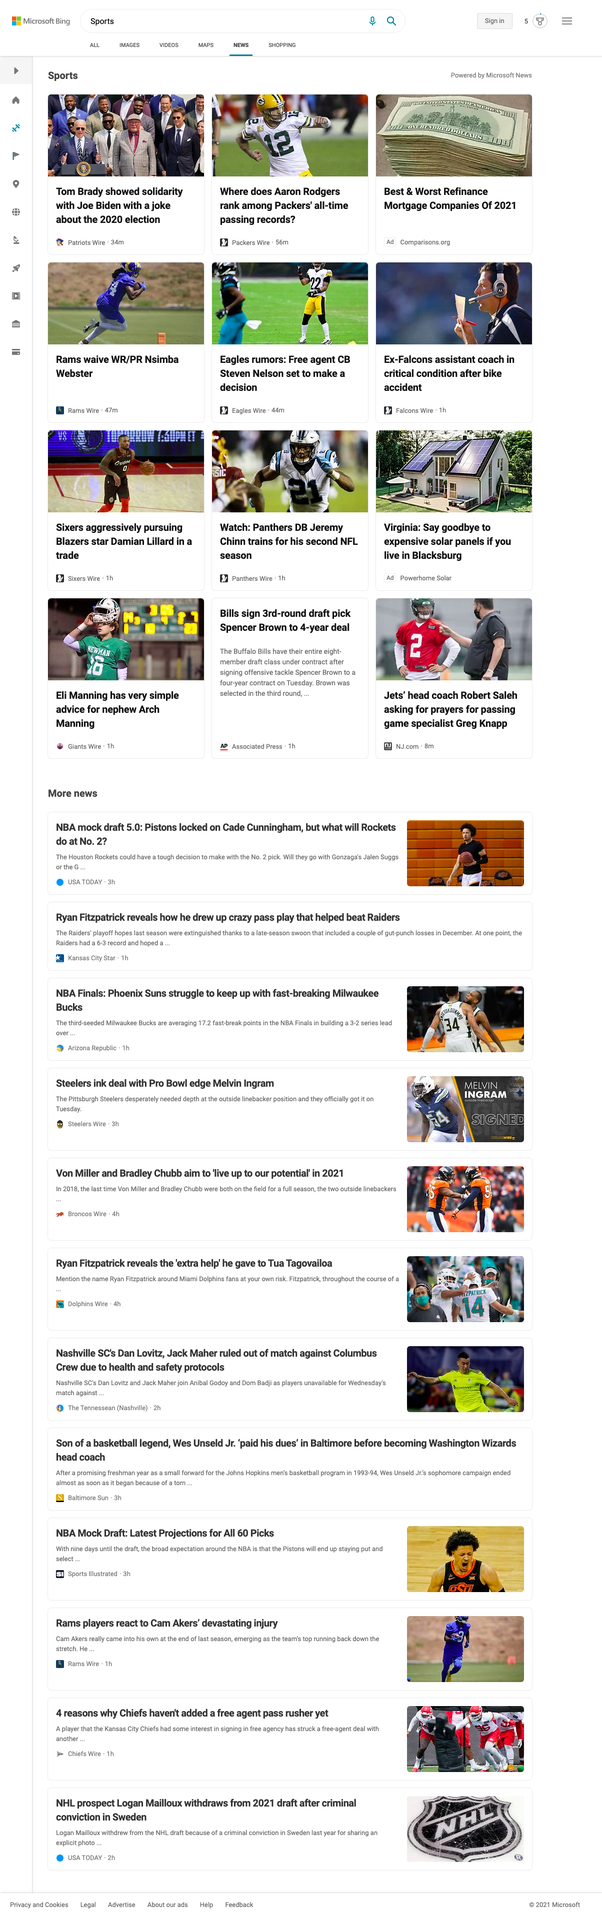 Microsoft Bing
Sports
Sign in
5
ALL IMAGES VIDEOS MAPS NEWS SHOPPING
Sports
Powered by Microsoft News
Tom Brady showed solidarity
with Joe Biden with a joke
about the 2020 election
Patriots Wire · 34m
Where does Aaron Rodgers
rank among Packers' all-time
passing records?
Packers Wire · 56m
Best & Worst Refinance
Mortgage Companies Of 2021
Ad Comparisons.org
Rams waive WR/PR Nsimba
Webster
Rams Wire · 47m
Eagles rumors: Free agent CB
Steven Nelson set to make a
decision
Eagles Wire · 44m
Ex-Falcons assistant coach in
critical condition after bike
accident
Falcons Wire · 1h
Sixers aggressively pursuing
Blazers star Damian Lillard in a
trade
Sixers Wire · 1h
Watch: Panthers DB Jeremy
Chinn trains for his second NFL
season
Panthers Wire · 1h
Virginia: Say goodbye to
expensive solar panels if you
live in Blacksburg
Ad Powerhome Solar
Eli Manning has very simple
advice for nephew Arch
Manning
Giants Wire · 1h
Bills sign 3rd-round draft pick
Spencer Brown to 4-year deal
The Buffalo Bills have their entire eight-
member draft class under contract after
signing offensive tackle Spencer Brown to a
four-year contract on Tuesday. Brown was
selected in the third round, ...
AP Associated Press · 1h
Jets' head coach Robert Saleh
asking for prayers for passing
game specialist Greg Knapp
NJ.com · 8m
More news
NBA mock draft 5.0: Pistons locked on Cade Cunningham, but what will Rockets
do at No. 2?
The Houston Rockets could have a tough decision to make with the No. 2 pick. Will they go with Gonzaga's Jalen Suggs
or the G ...
USA TODAY · 3h
Ryan Fitzpatrick reveals how he drew up crazy pass play that helped beat Raiders
The Raiders' playoff hopes last season were extinguished thanks to a late-season swoon that included a couple of gut-punch losses in December. At one point, the
Raiders had a 6-3 record and hoped a ...
Kansas City Star · 1h
NBA Finals: Phoenix Suns struggle to keep up with fast-breaking Milwaukee
Bucks
The third-seeded Milwaukee Bucks are averaging 17.2 fast-break points in the NBA Finals in building a 3-2 series lead
over ...
Arizona Republic · 1h
34
Steelers ink deal with Pro Bowl edge Melvin Ingram
The Pittsburgh Steelers desperately needed depth at the outside linebacker position and they officially got it on
Tuesday.
Steelers Wire · 3h
MELVIN
INGRAM
SIGNED
Von Miller and Bradley Chubb aim to 'live up to our potential' in 2021
In 2018, the last time Von Miller and Bradley Chubb were both on the field for a full season, the two outside linebackers
...
Broncos Wire · 4h
Ryan Fitzpatrick reveals the 'extra help' he gave to Tua Tagovailoa
Mention the name Ryan Fitzpatrick around Miami Dolphins fans at your own risk. Fitzpatrick, throughout the course of a
...
Dolphins Wire · 4h
14
Nashville SC's Dan Lovitz, Jack Maher ruled out of match against Columbus
Crew due to health and safety protocols
Nashville SC's Dan Lovitz and Jack Maher join Anibal Godoy and Dom Badji as players unavailable for Wednesday's
match against ...
The Tennessean (Nashville) · 2h
Son of a basketball legend, Wes Unseld Jr. 'paid his dues' in Baltimore before becoming Washington Wizards
head coach
After a promising freshman year as a small forward for the Johns Hopkins men's basketball program in 1993-94, Wes Unseld Jr.'s sophomore campaign ended
almost as soon as it began because of a torn ...
Baltimore Sun · 3h
NBA Mock Draft: Latest Projections for All 60 Picks
With nine days until the draft, the broad expectation around the NBA is that the Pistons will end up staying put and
select ...
Sports Illustrated · 3h
Rams players react to Cam Akers' devastating injury
Cam Akers really came into his own at the end of last season, emerging as the team's top running back down the
stretch. He ...
Rams Wire · 1h
4 reasons why Chiefs haven't added a free agent pass rusher yet
A player that the Kansas City Chiefs had some interest in signing in free agency has struck a free-agent deal with
another ...
Chiefs Wire · 1h
NHL prospect Logan Mailloux withdraws from 2021 draft after criminal
conviction in Sweden
Logan Mailloux withdrew from the NHL draft because of a criminal conviction in Sweden last year for sharing an
explicit photo ...
USA TODAY · 2h
NHL
Privacy and Cookies Legal Advertise About our ads Help Feedback
© 2021 Microsoft